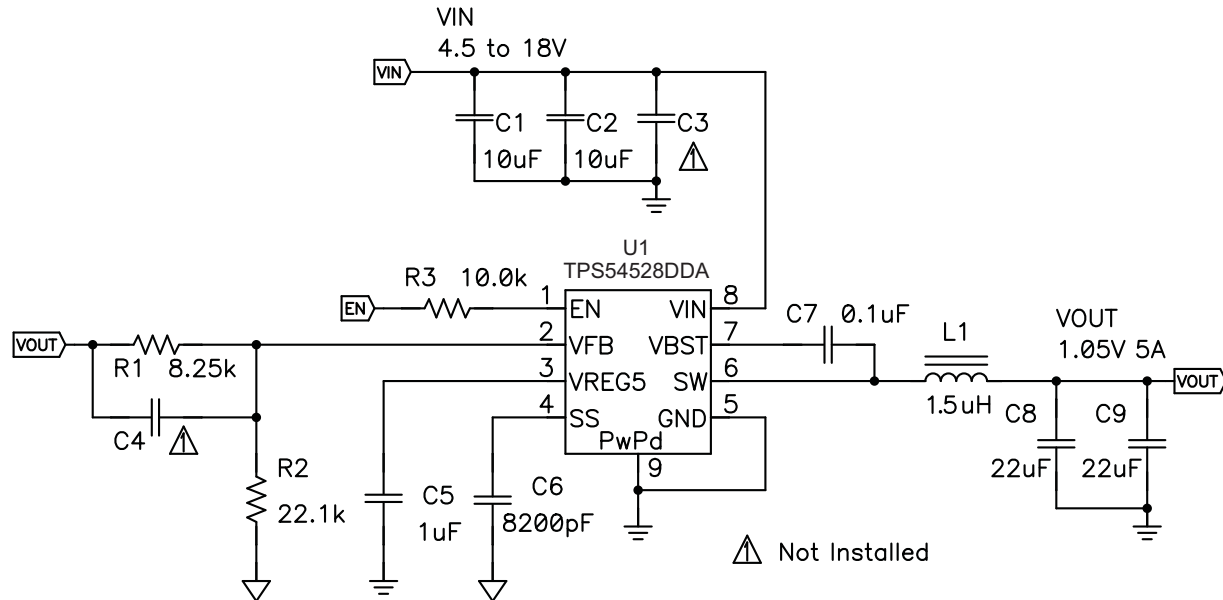 VIN
4.5 to 18V
VIN
C1
C2
C3
10uF
10uF
1
U1
TPS54528DDA
R3 10.0k
EN
1
EN
VIN
8
C7
0.1uF
VOUT
R1
8.25k
2
VFB
VBST
7
L1
VOUT
1.05V 5A
3
VREG5
SW
6
1.5uH
VOUT
4
SS
GND
5
C4
1
PwPd
9
C8
C9
22uF
22uF
R2
22.1k
C5
1uF
C6
8200pF
1 Not Installed